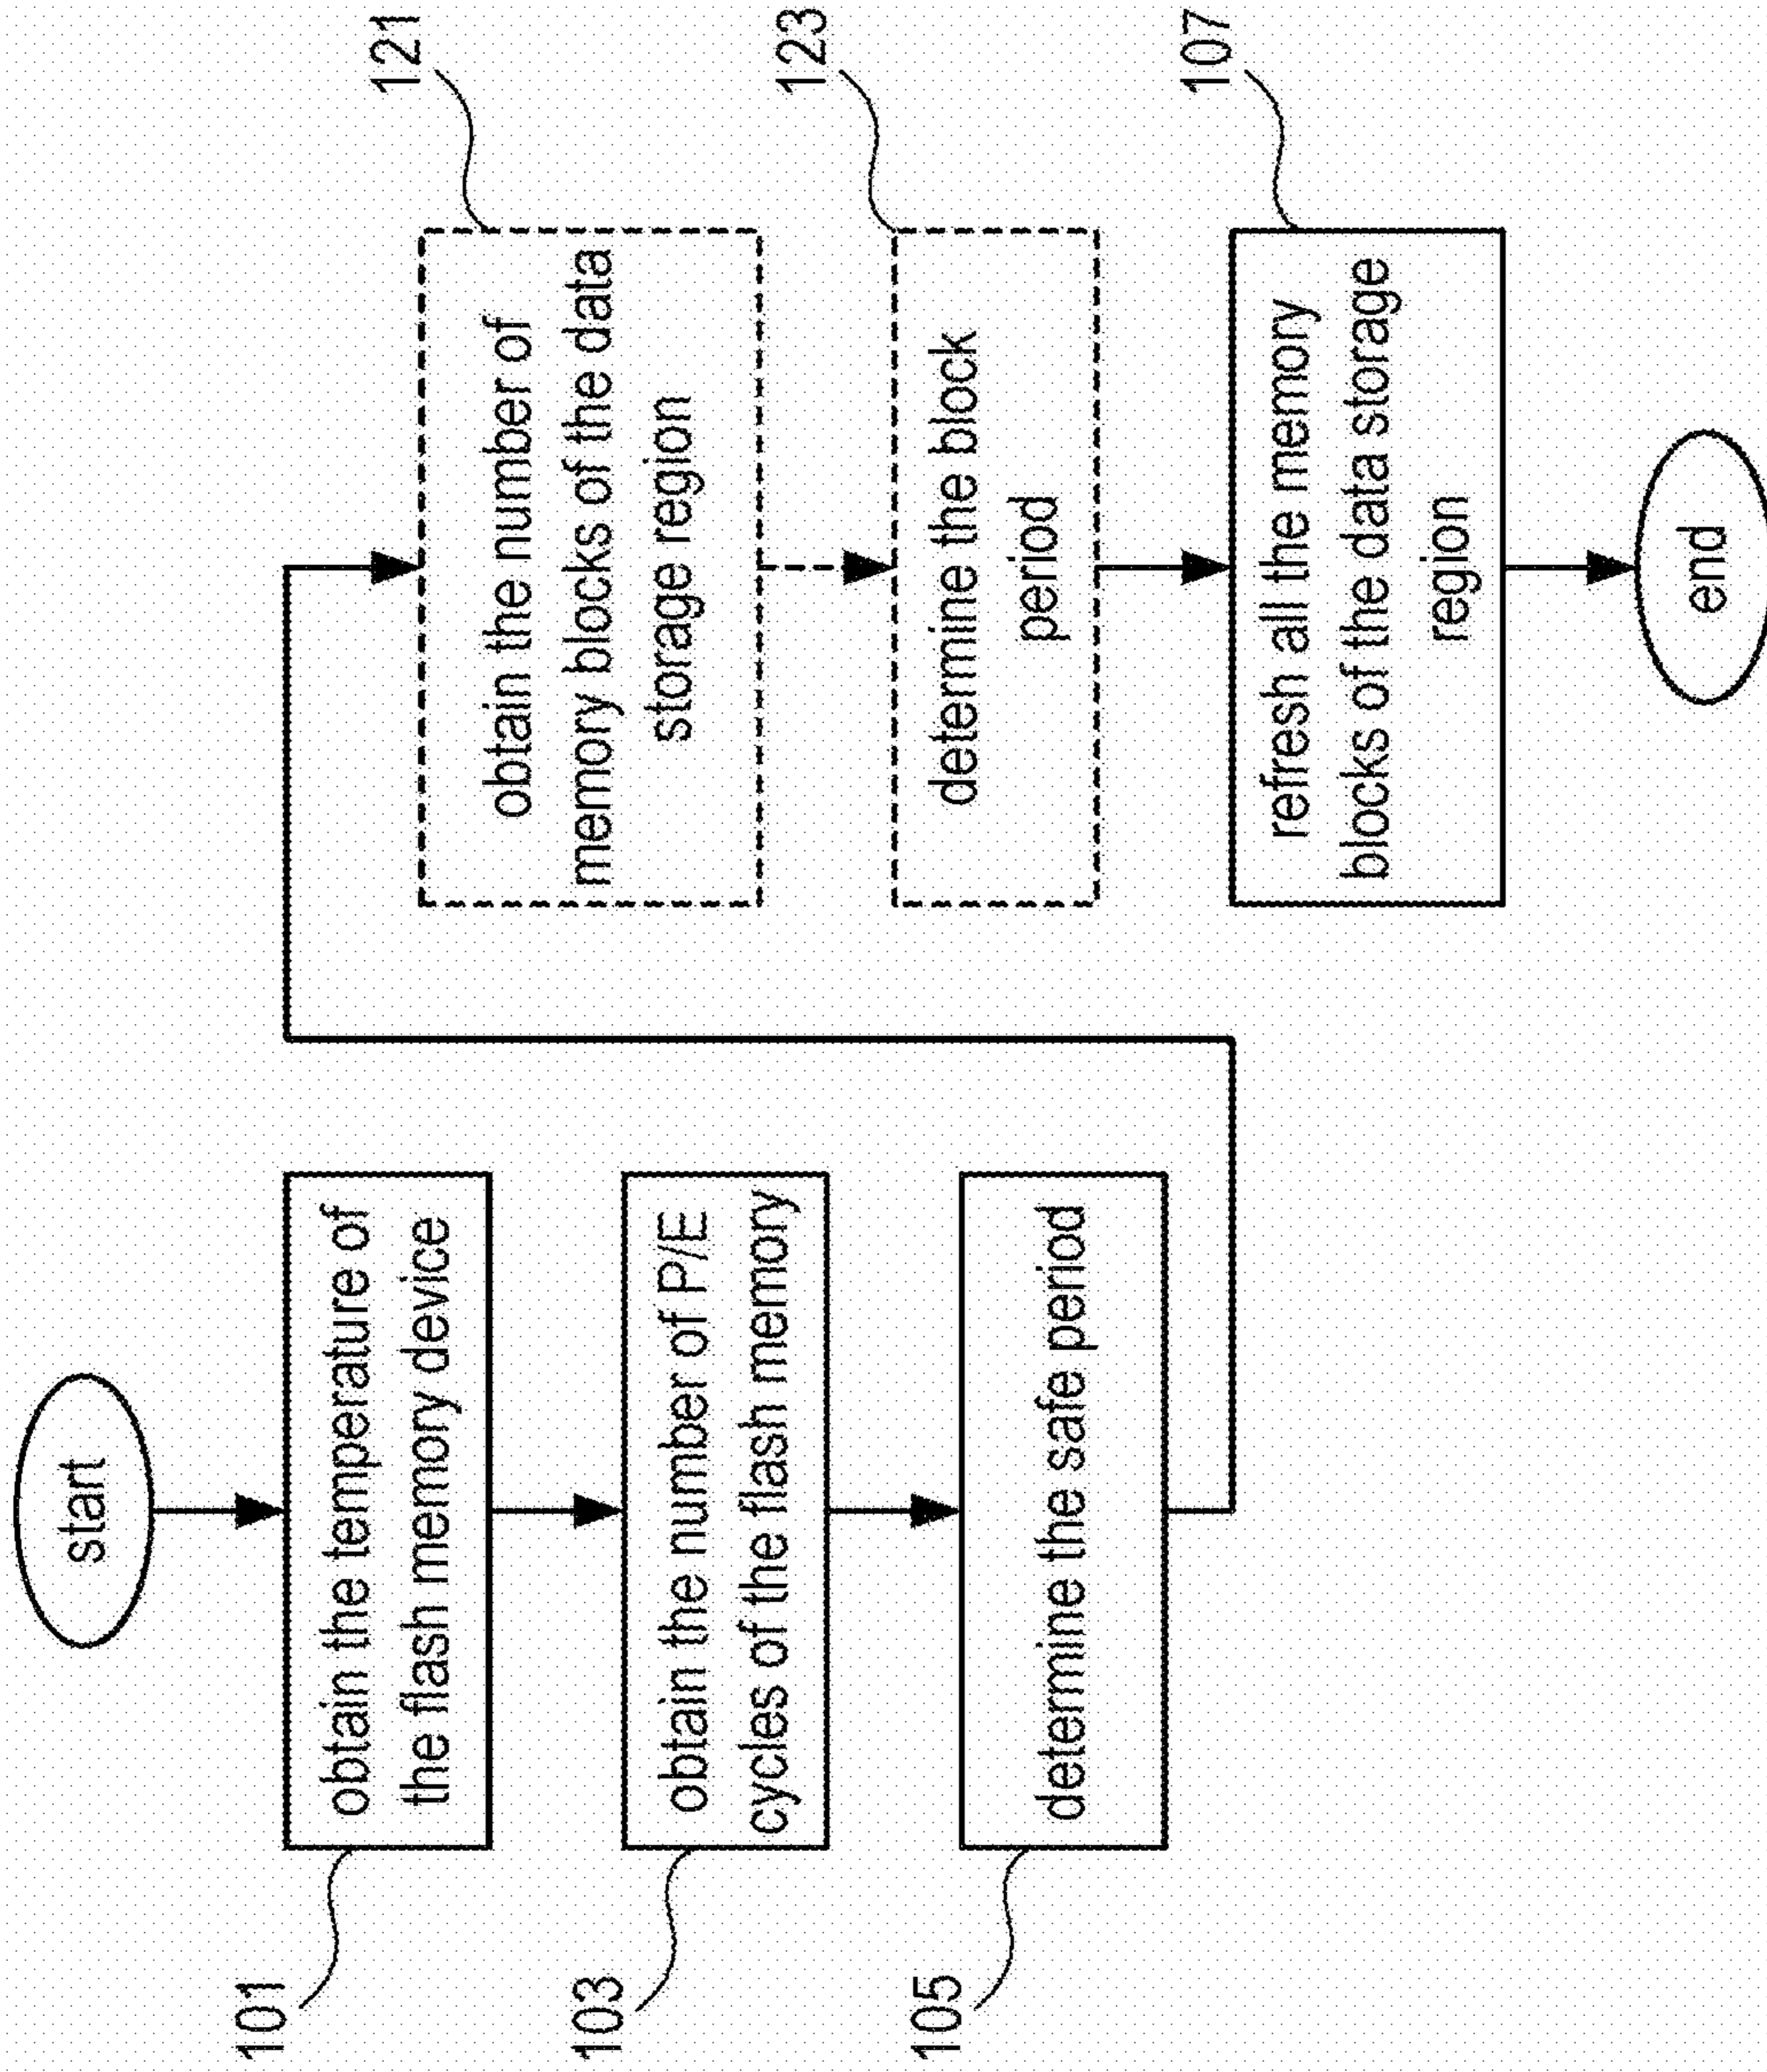 start
101
obtain the temperature of
the flash memory device
103
obtain the number of P/E
cycles of the flash memory
105
determine the safe period
121
obtain the number of
memory blocks of the data
storage region
123
determine the block
period
107
refresh all the memory
blocks of the data storage
region
end